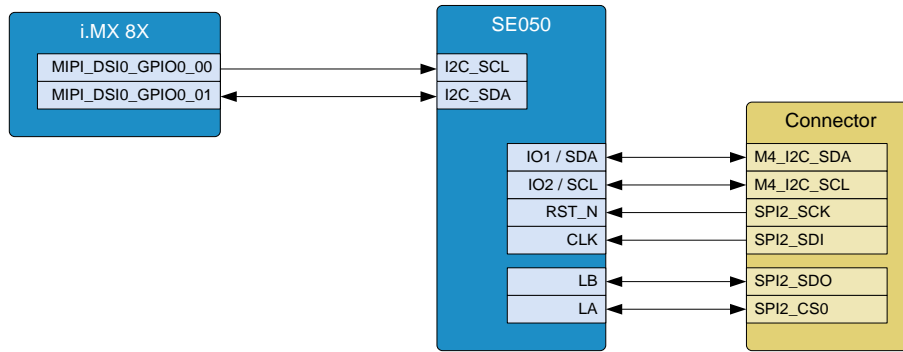 i.MX 8X
MIPI_DSI0_GPIO0_00
MIPI_DSI0_GPIO0_01
SE050
I2C_SCL
I2C_SDA
IO1 / SDA
IO2 / SCL
RST_N
CLK
LB
LA
Connector
M4_I2C_SDA
M4_I2C_SCL
SPI2_SCK
SPI2_SDI
SPI2_SDO
SPI2_CS0